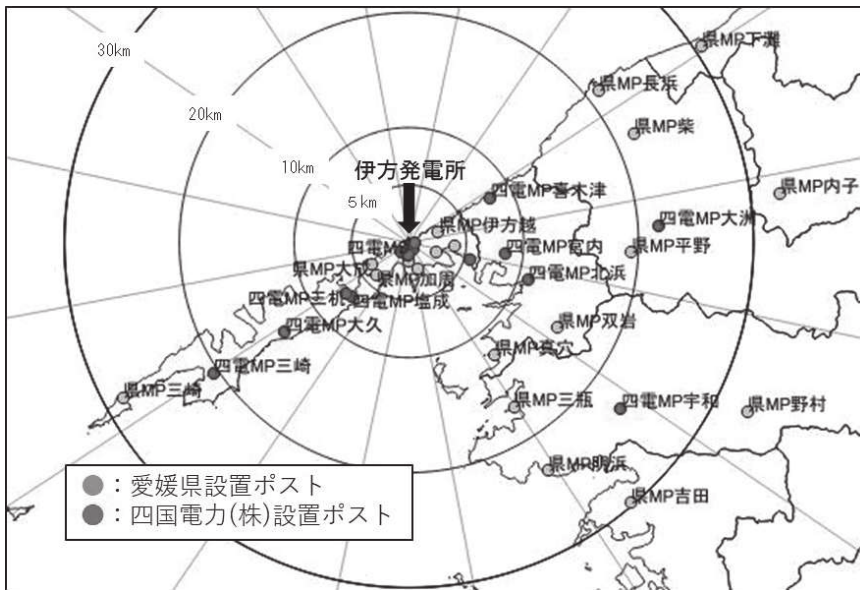 30km
県MP下灘
県MP長浜
20km
県MP柴
10km
伊方発電所
5km
四電MP喜木津
県MP内子
県MP伊方越
四電MP大洲
四電MP
四電MP宮内
県MP平野
県MP大成
県MP加周
四電MP北浜
四電MP三机
四電MP塩成
四電MP大久
県MP双岩
県MP真穴
四電MP三崎
県MP三崎
県MP三瓶
四電MP宇和
県MP野村
県MP明浜
県MP吉田
●：愛媛県設置ポスト
●：四国電力(株)設置ポスト